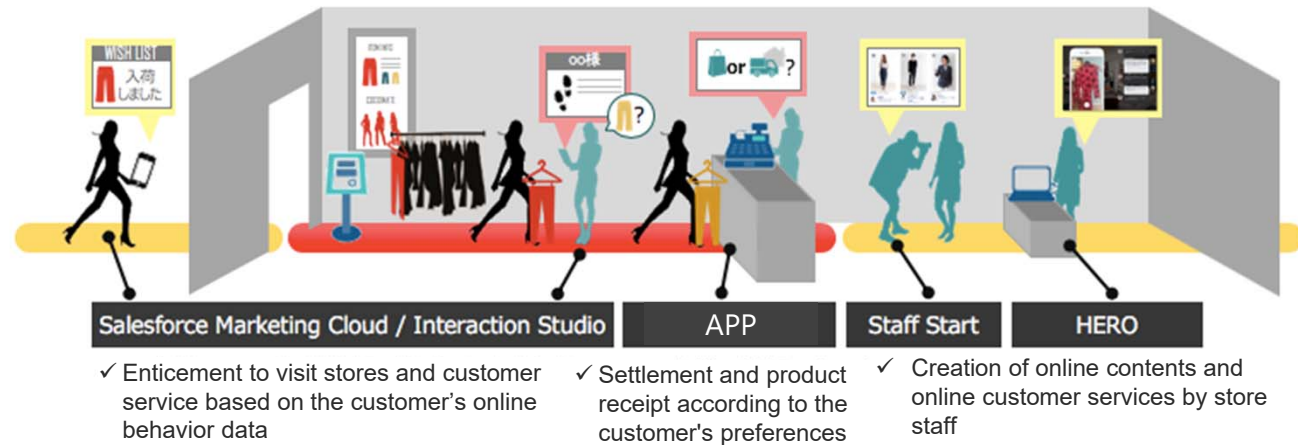 WISH LIST
入荷
しました
○○様
?
or
?
Salesforce Marketing Cloud / Interaction Studio
APP
Staff Start
HERO
✓ Enticement to visit stores and customer
service based on the customer’s online
behavior data
✓ Settlement and product
receipt according to the
customer's preferences
✓ Creation of online contents and
online customer services by store
staff